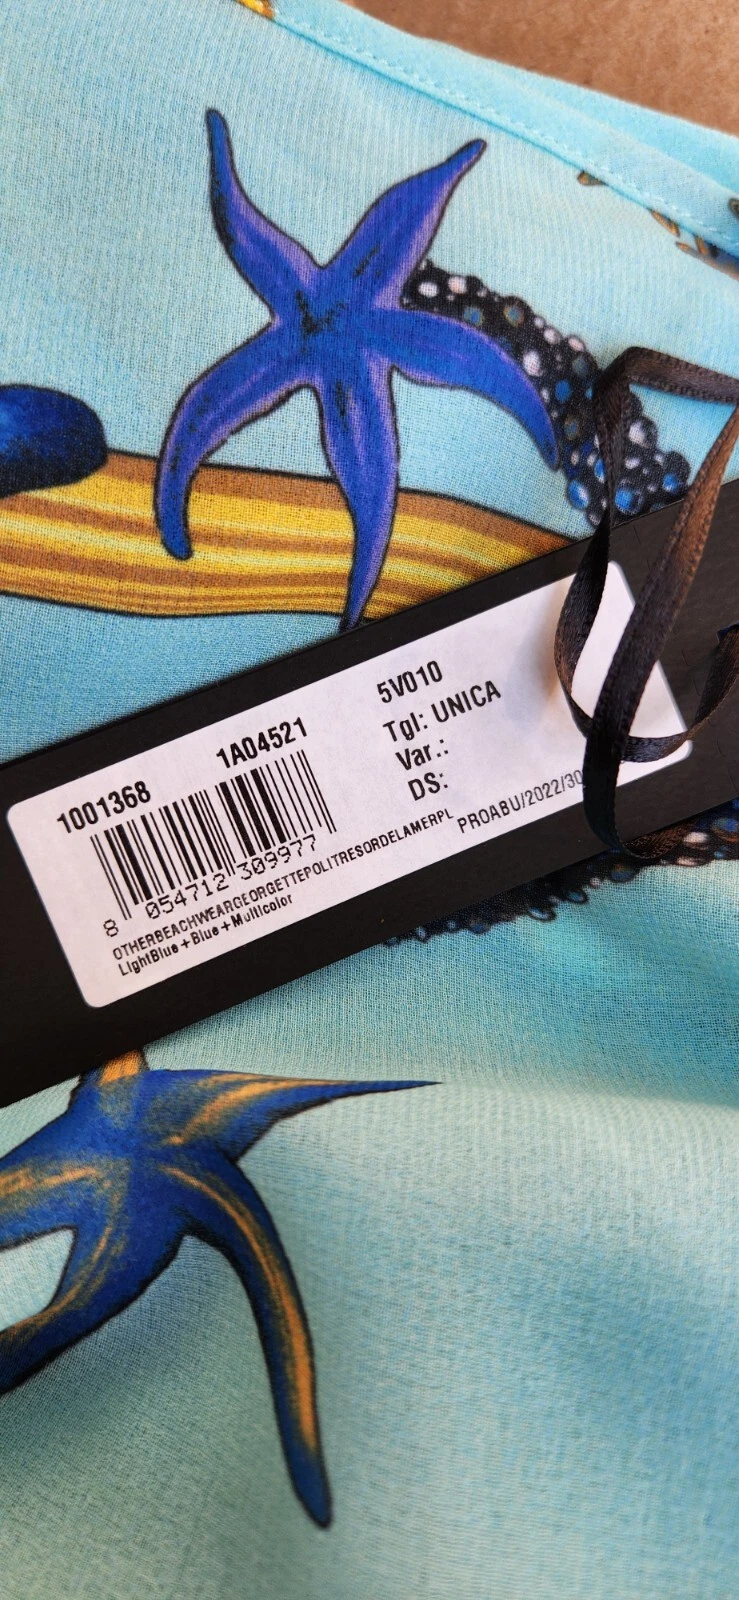 1001368 1A04521 5V010
Tgl: UNICA
Var.:
DS:
8 054712 309977
OTHERBEACHWEARGEORGETTEPOLITRESORDELAMERPL PROABU/2022/30
LightBlue+Blue+Multicolor